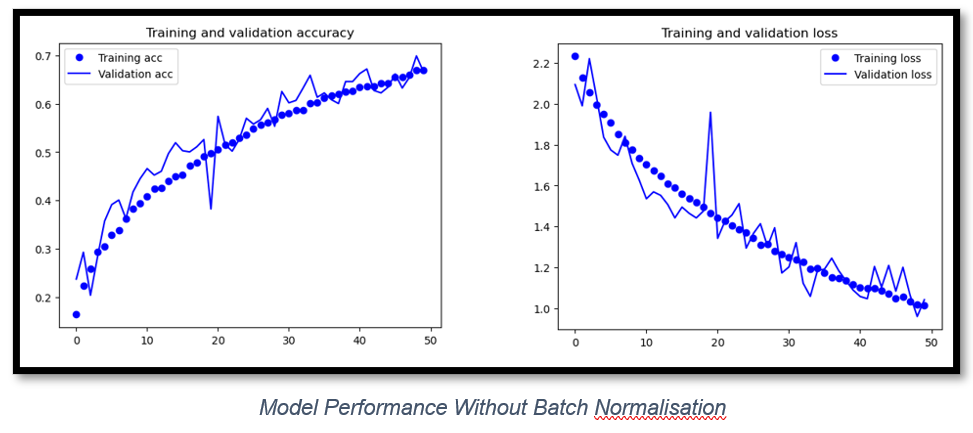 Training and validation accuracy
0.7
0.6
0.5
0.4
0.3
0.2
Training acc
Validation acc
0 10 20 30 40 50
Training and validation loss
2.2
2.0
1.8
1.6
1.4
1.2
1.0
Training loss
Validation loss
0 10 20 30 40 50
Model Performance Without Batch Normalisation